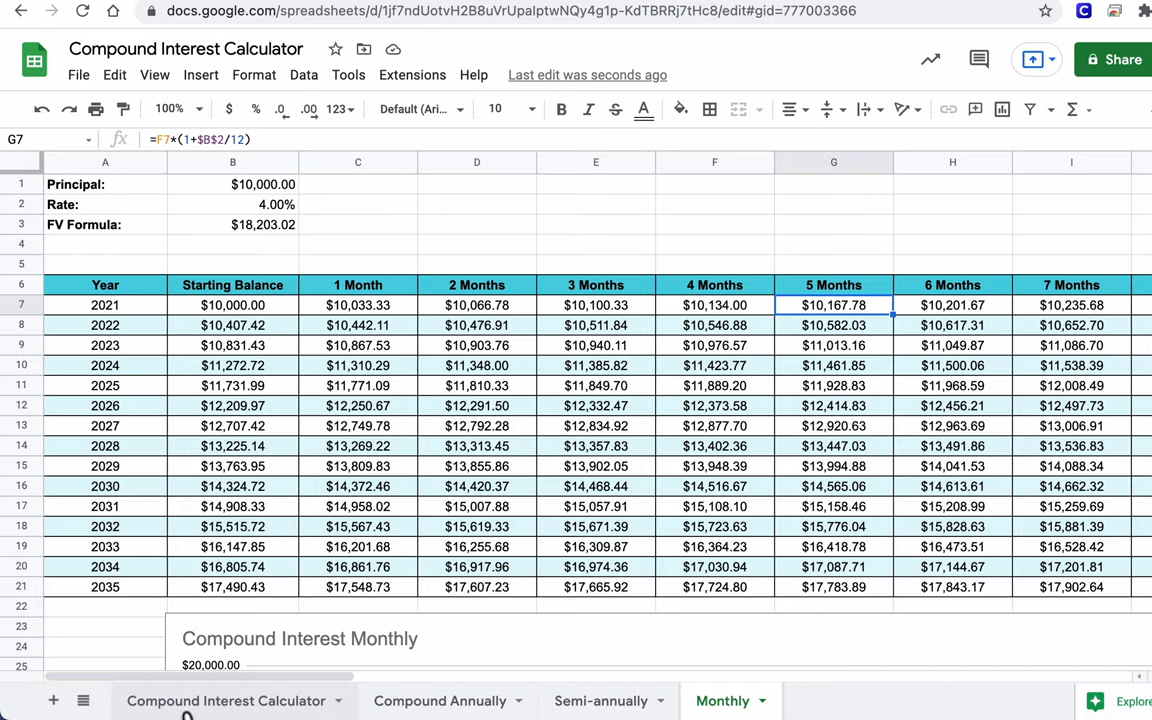 docs.google.com/spreadsheets/d/1jf7ndUotvH2B8uVrUpaIptwNQy4g1p-KdTBRRj7tHc8/edit#gid=777003366
Compound Interest Calculator
File Edit View Insert Format Data Tools Extensions Help Last edit was seconds ago
Share
100% $ % .0 .00 123 Default (Ari... 10 B I S A
G7 fx =F7*(1+$B$2/12)
A B C D E F G H I
1 Principal: $10,000.00
2 Rate: 4.00%
3 FV Formula: $18,203.02
4
5
6 Year Starting Balance 1 Month 2 Months 3 Months 4 Months 5 Months 6 Months 7 Months
7 2021 $10,000.00 $10,033.33 $10,066.78 $10,100.33 $10,134.00 $10,167.78 $10,201.67 $10,235.68
8 2022 $10,407.42 $10,442.11 $10,476.91 $10,511.84 $10,546.88 $10,582.03 $10,617.31 $10,652.70
9 2023 $10,831.43 $10,867.53 $10,903.76 $10,940.11 $10,976.57 $11,013.16 $11,049.87 $11,086.70
10 2024 $11,272.72 $11,310.29 $11,348.00 $11,385.82 $11,423.77 $11,461.85 $11,500.06 $11,538.39
11 2025 $11,731.99 $11,771.09 $11,810.33 $11,849.70 $11,889.20 $11,928.83 $11,968.59 $12,008.49
12 2026 $12,209.97 $12,250.67 $12,291.50 $12,332.47 $12,373.58 $12,414.83 $12,456.21 $12,497.73
13 2027 $12,707.42 $12,749.78 $12,792.28 $12,834.92 $12,877.70 $12,920.63 $12,963.69 $13,006.91
14 2028 $13,225.14 $13,269.22 $13,313.45 $13,357.83 $13,402.36 $13,447.03 $13,491.86 $13,536.83
15 2029 $13,763.95 $13,809.83 $13,855.86 $13,902.05 $13,948.39 $13,994.88 $14,041.53 $14,088.34
16 2030 $14,324.72 $14,372.46 $14,420.37 $14,468.44 $14,516.67 $14,565.06 $14,613.61 $14,662.32
17 2031 $14,908.33 $14,958.02 $15,007.88 $15,057.91 $15,108.10 $15,158.46 $15,208.99 $15,259.69
18 2032 $15,515.72 $15,567.43 $15,619.33 $15,671.39 $15,723.63 $15,776.04 $15,828.63 $15,881.39
19 2033 $16,147.85 $16,201.68 $16,255.68 $16,309.87 $16,364.23 $16,418.78 $16,473.51 $16,528.42
20 2034 $16,805.74 $16,861.76 $16,917.96 $16,974.36 $17,030.94 $17,087.71 $17,144.67 $17,201.81
21 2035 $17,490.43 $17,548.73 $17,607.23 $17,665.92 $17,724.80 $17,783.89 $17,843.17 $17,902.64
22
23
24 Compound Interest Monthly
25 $20,000.00
Compound Interest Calculator Compound Annually Semi-annually Monthly Explore